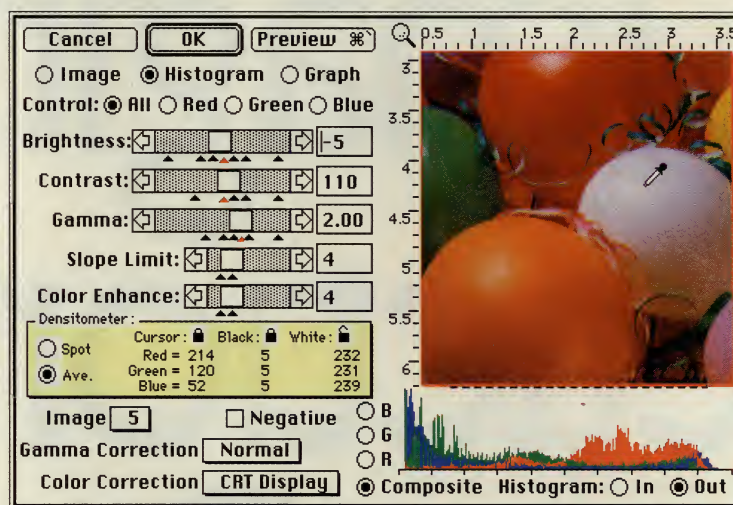 Cancel OK Preview ⌘`
Image Histogram Graph
Control: All Red Green Blue
Brightness: -5
Contrast: 110
Gamma: 2.00
Slope Limit: 4
Color Enhance: 4
Densitometer:
Spot
Ave.
Cursor: Black: White:
Red = 214 5 232
Green = 120 5 231
Blue = 52 5 239
Image 5 Negative
Gamma Correction Normal
Color Correction CRT Display
0.5 1 1.5 2 2.5 3 3.5
3
3.5
4
4.5
5
5.5
6
B
G
R
Composite Histogram: In Out